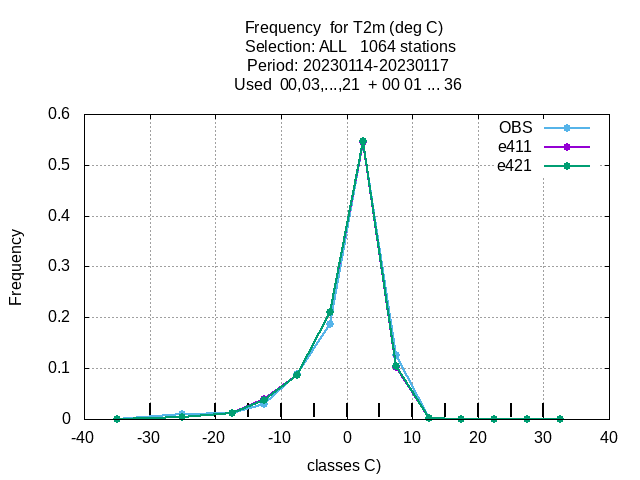 Frequency  for T2m (deg C)
Selection: ALL   1064 stations
Period: 20230114-20230117
Used  00,03,...,21  + 00 01 ... 36
OBS
e411
e421
0.6
0.5
0.4
0.3
0.2
0.1
0
Frequency
-40 -30 -20 -10 0 10 20 30 40
classes C)